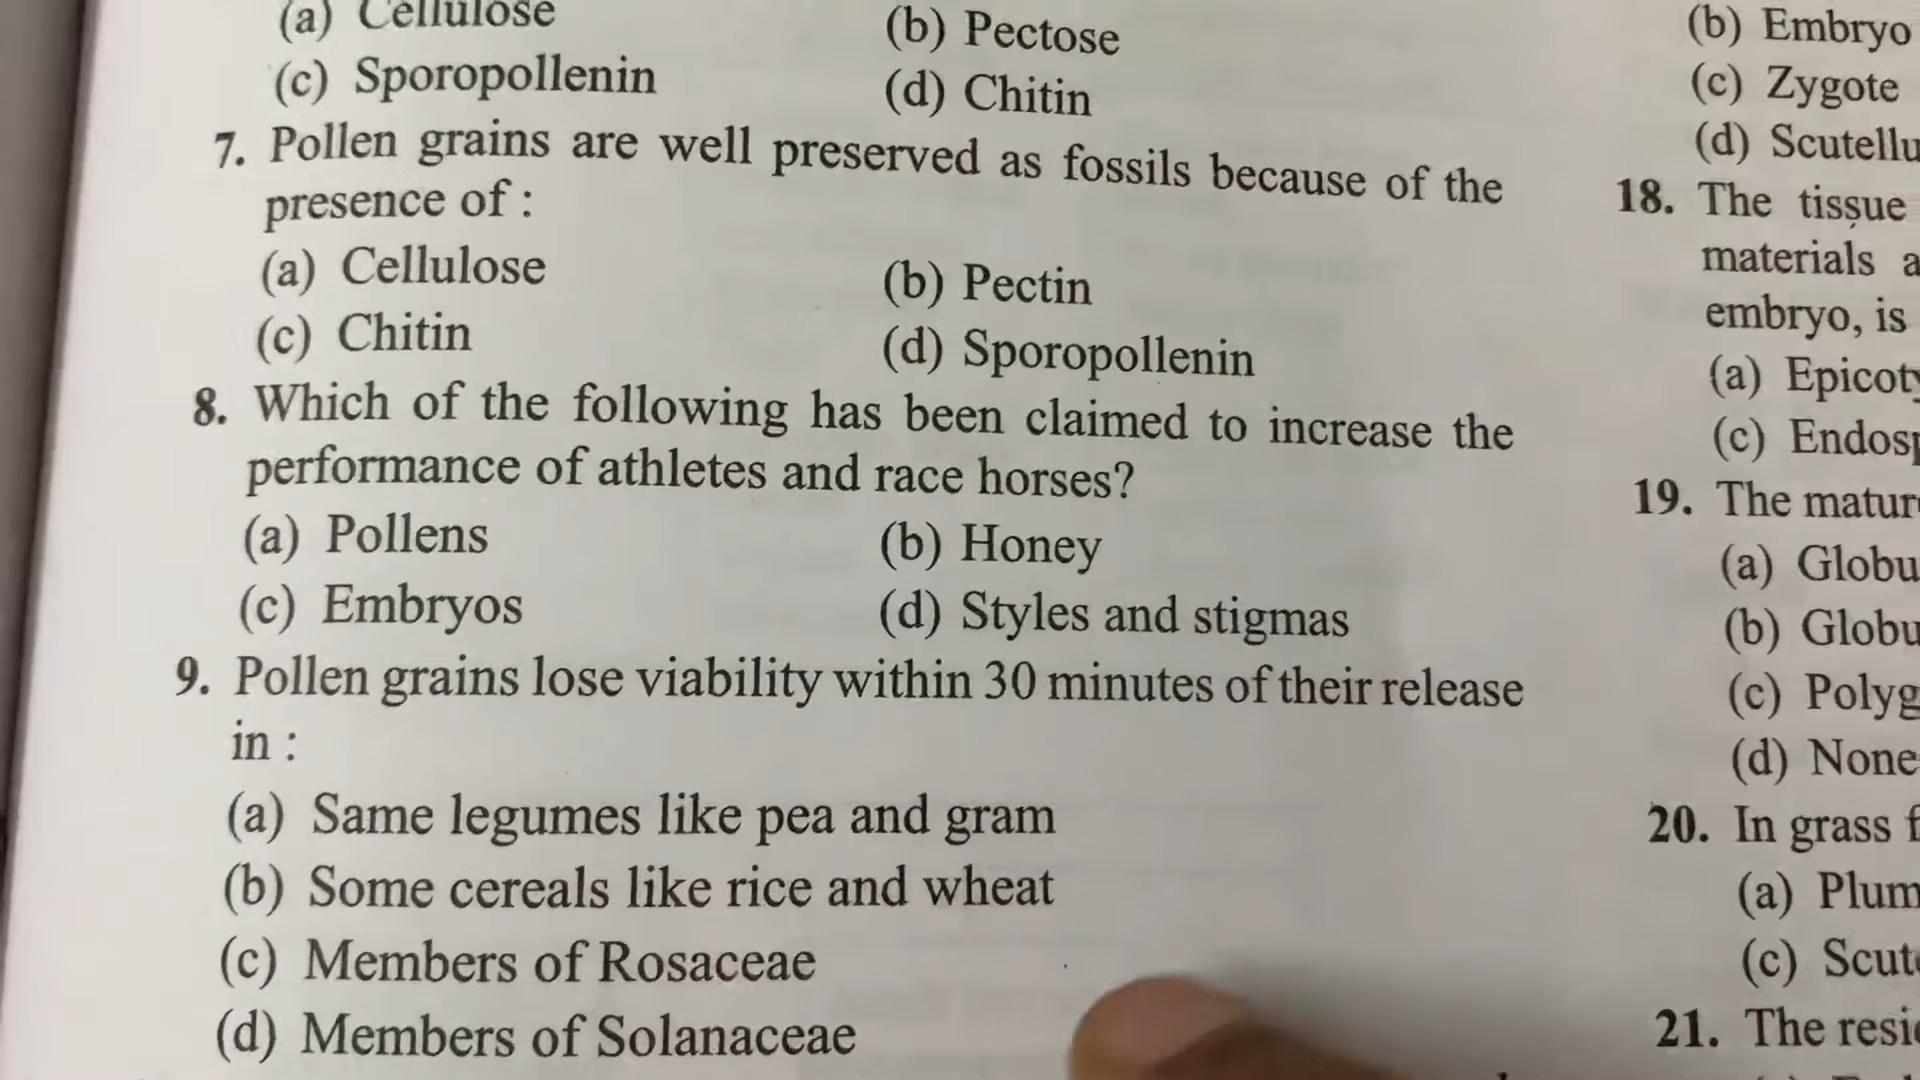 (a) Cellulose
(b) Pectose
(c) Sporopollenin
(d) Chitin
7. Pollen grains are well preserved as fossils because of the
presence of :
(a) Cellulose
(b) Pectin
(c) Chitin
(d) Sporopollenin
8. Which of the following has been claimed to increase the
performance of athletes and race horses?
(a) Pollens
(b) Honey
(c) Embryos
(d) Styles and stigmas
9. Pollen grains lose viability within 30 minutes of their release
in :
(a) Same legumes like pea and gram
(b) Some cereals like rice and wheat
(c) Members of Rosaceae
(d) Members of Solanaceae
(b) Embryo
(c) Zygote
(d)
18. The tissue
materials
embryo, is
(a)
(c)
19. The
(a)
(b)
(c)
(d) None
20. In grass
(a)
(c)
21. The